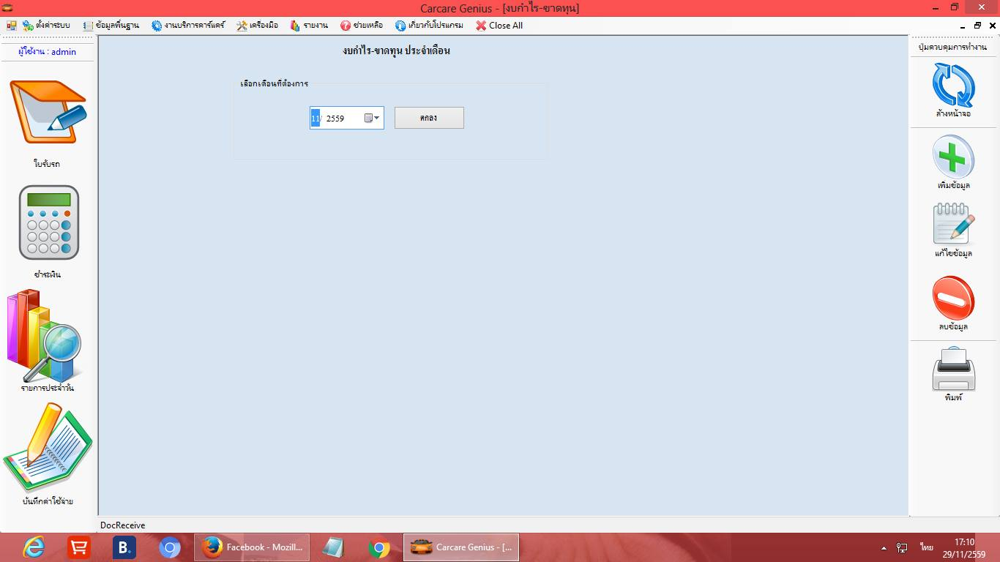 Carcare Genius - [งบกำไร-ขาดทุน]
ตั้งค่าระบบ ข้อมูลพื้นฐาน งานบริการคาร์แคร์ เครื่องมือ รายงาน ช่วยเหลือ เกี่ยวกับโปรแกรม Close All
ผู้ใช้งาน : admin
ใบรับรถ
ชำระเงิน
รายการประจำวัน
บันทึกค่าใช้จ่าย
งบกำไร-ขาดทุน ประจำเดือน
เลือกเดือนที่ต้องการ
11/ 2559
ตกลง
ปุ่มควบคุมการทำงาน
ล้างหน้าจอ
เพิ่มข้อมูล
แก้ไขข้อมูล
ลบข้อมูล
พิมพ์
DocReceive
B.
Facebook - Mozill...
Carcare Genius - [...
ไทย
17:10
29/11/2559